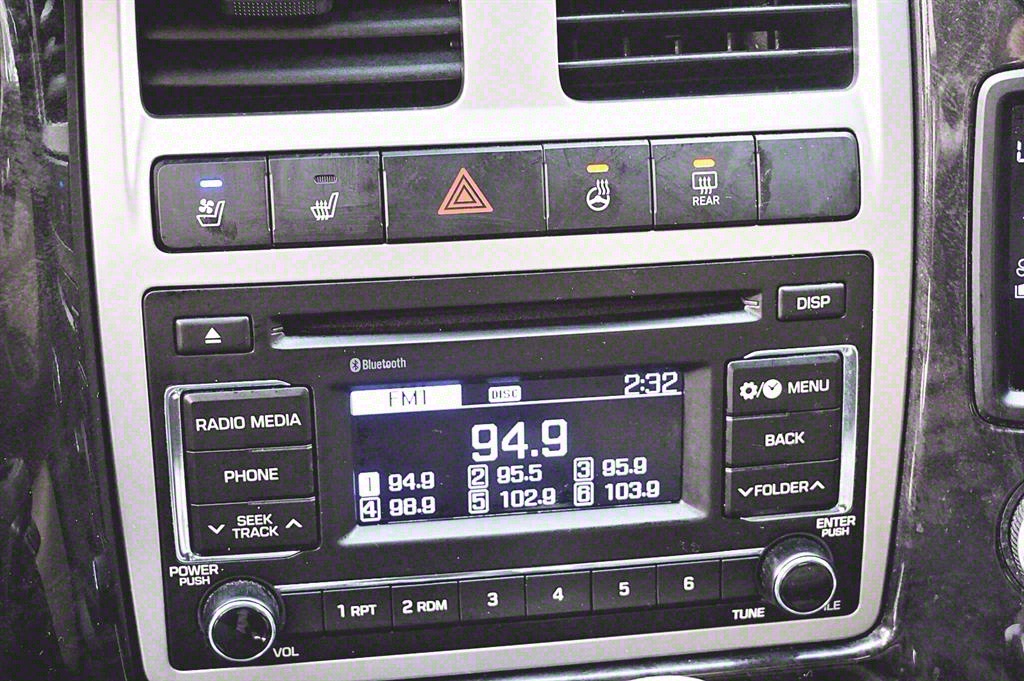 REAR
DISP
Bluetooth
FM1 DISC 2:32
94.9
1 94.9 2 95.5 3 95.9
4 98.9 5 102.9 6 103.9
RADIO MEDIA
PHONE
SEEK
TRACK
/ MENU
BACK
FOLDER
POWER
PUSH
VOL
1 RPT 2 RDM 3 4 5 6
ENTER
PUSH
TUNE